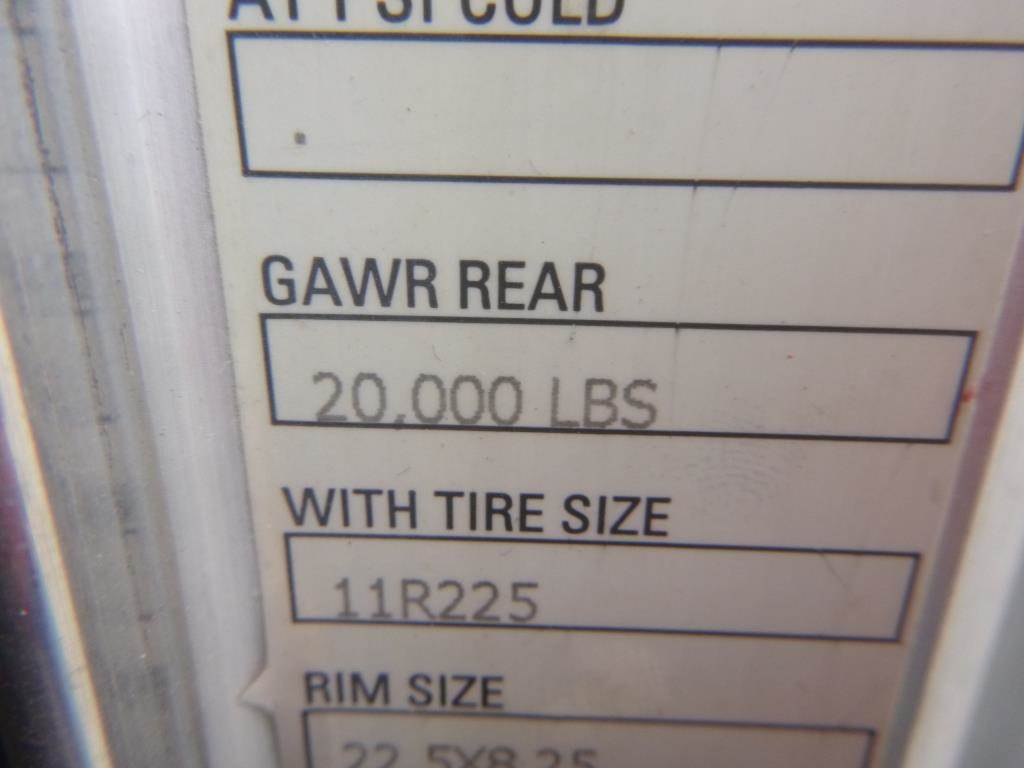 AT PSI COLD
GAWR REAR
20,000 LBS
WITH TIRE SIZE
11R225
RIM SIZE
22.5X8.25